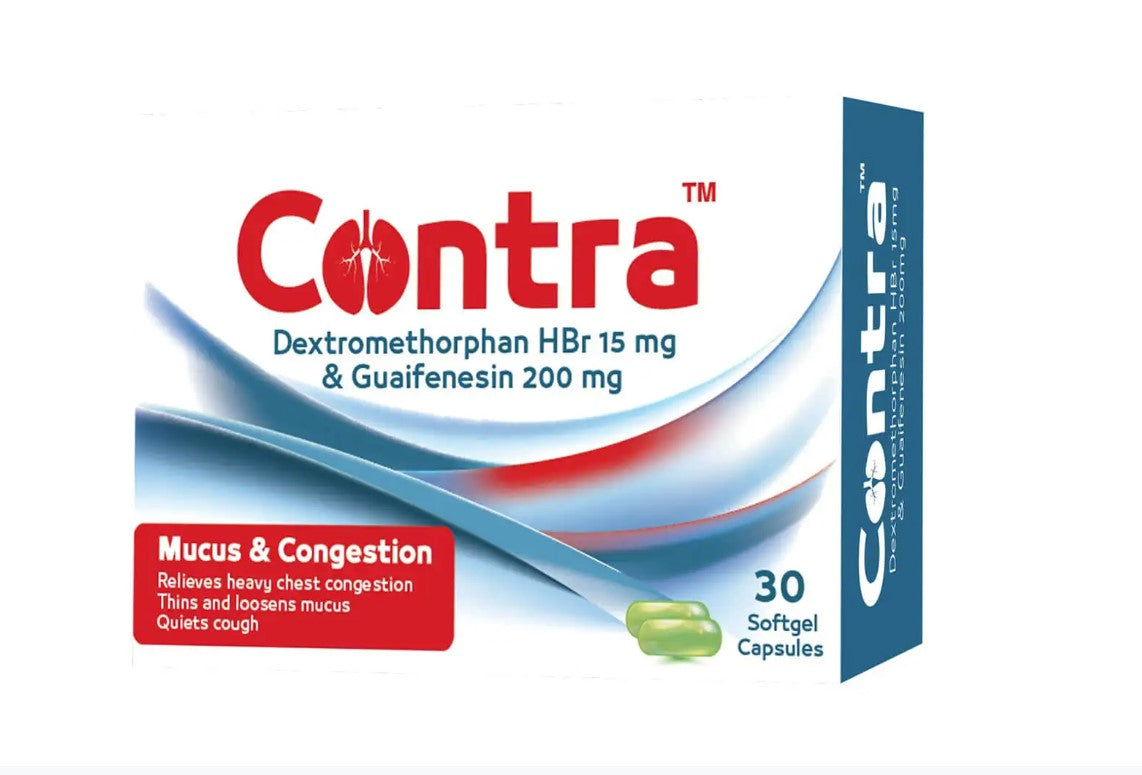 Contra™
Dextromethorphan HBr 15 mg
& Guaifenesin 200 mg
Mucus & Congestion
Relieves heavy chest congestion
Thins and loosens mucus
Quiets cough
30
Softgel
Capsules
Contra™
Dextromethorphan HBr 15mg
& Guaifenesin 200mg